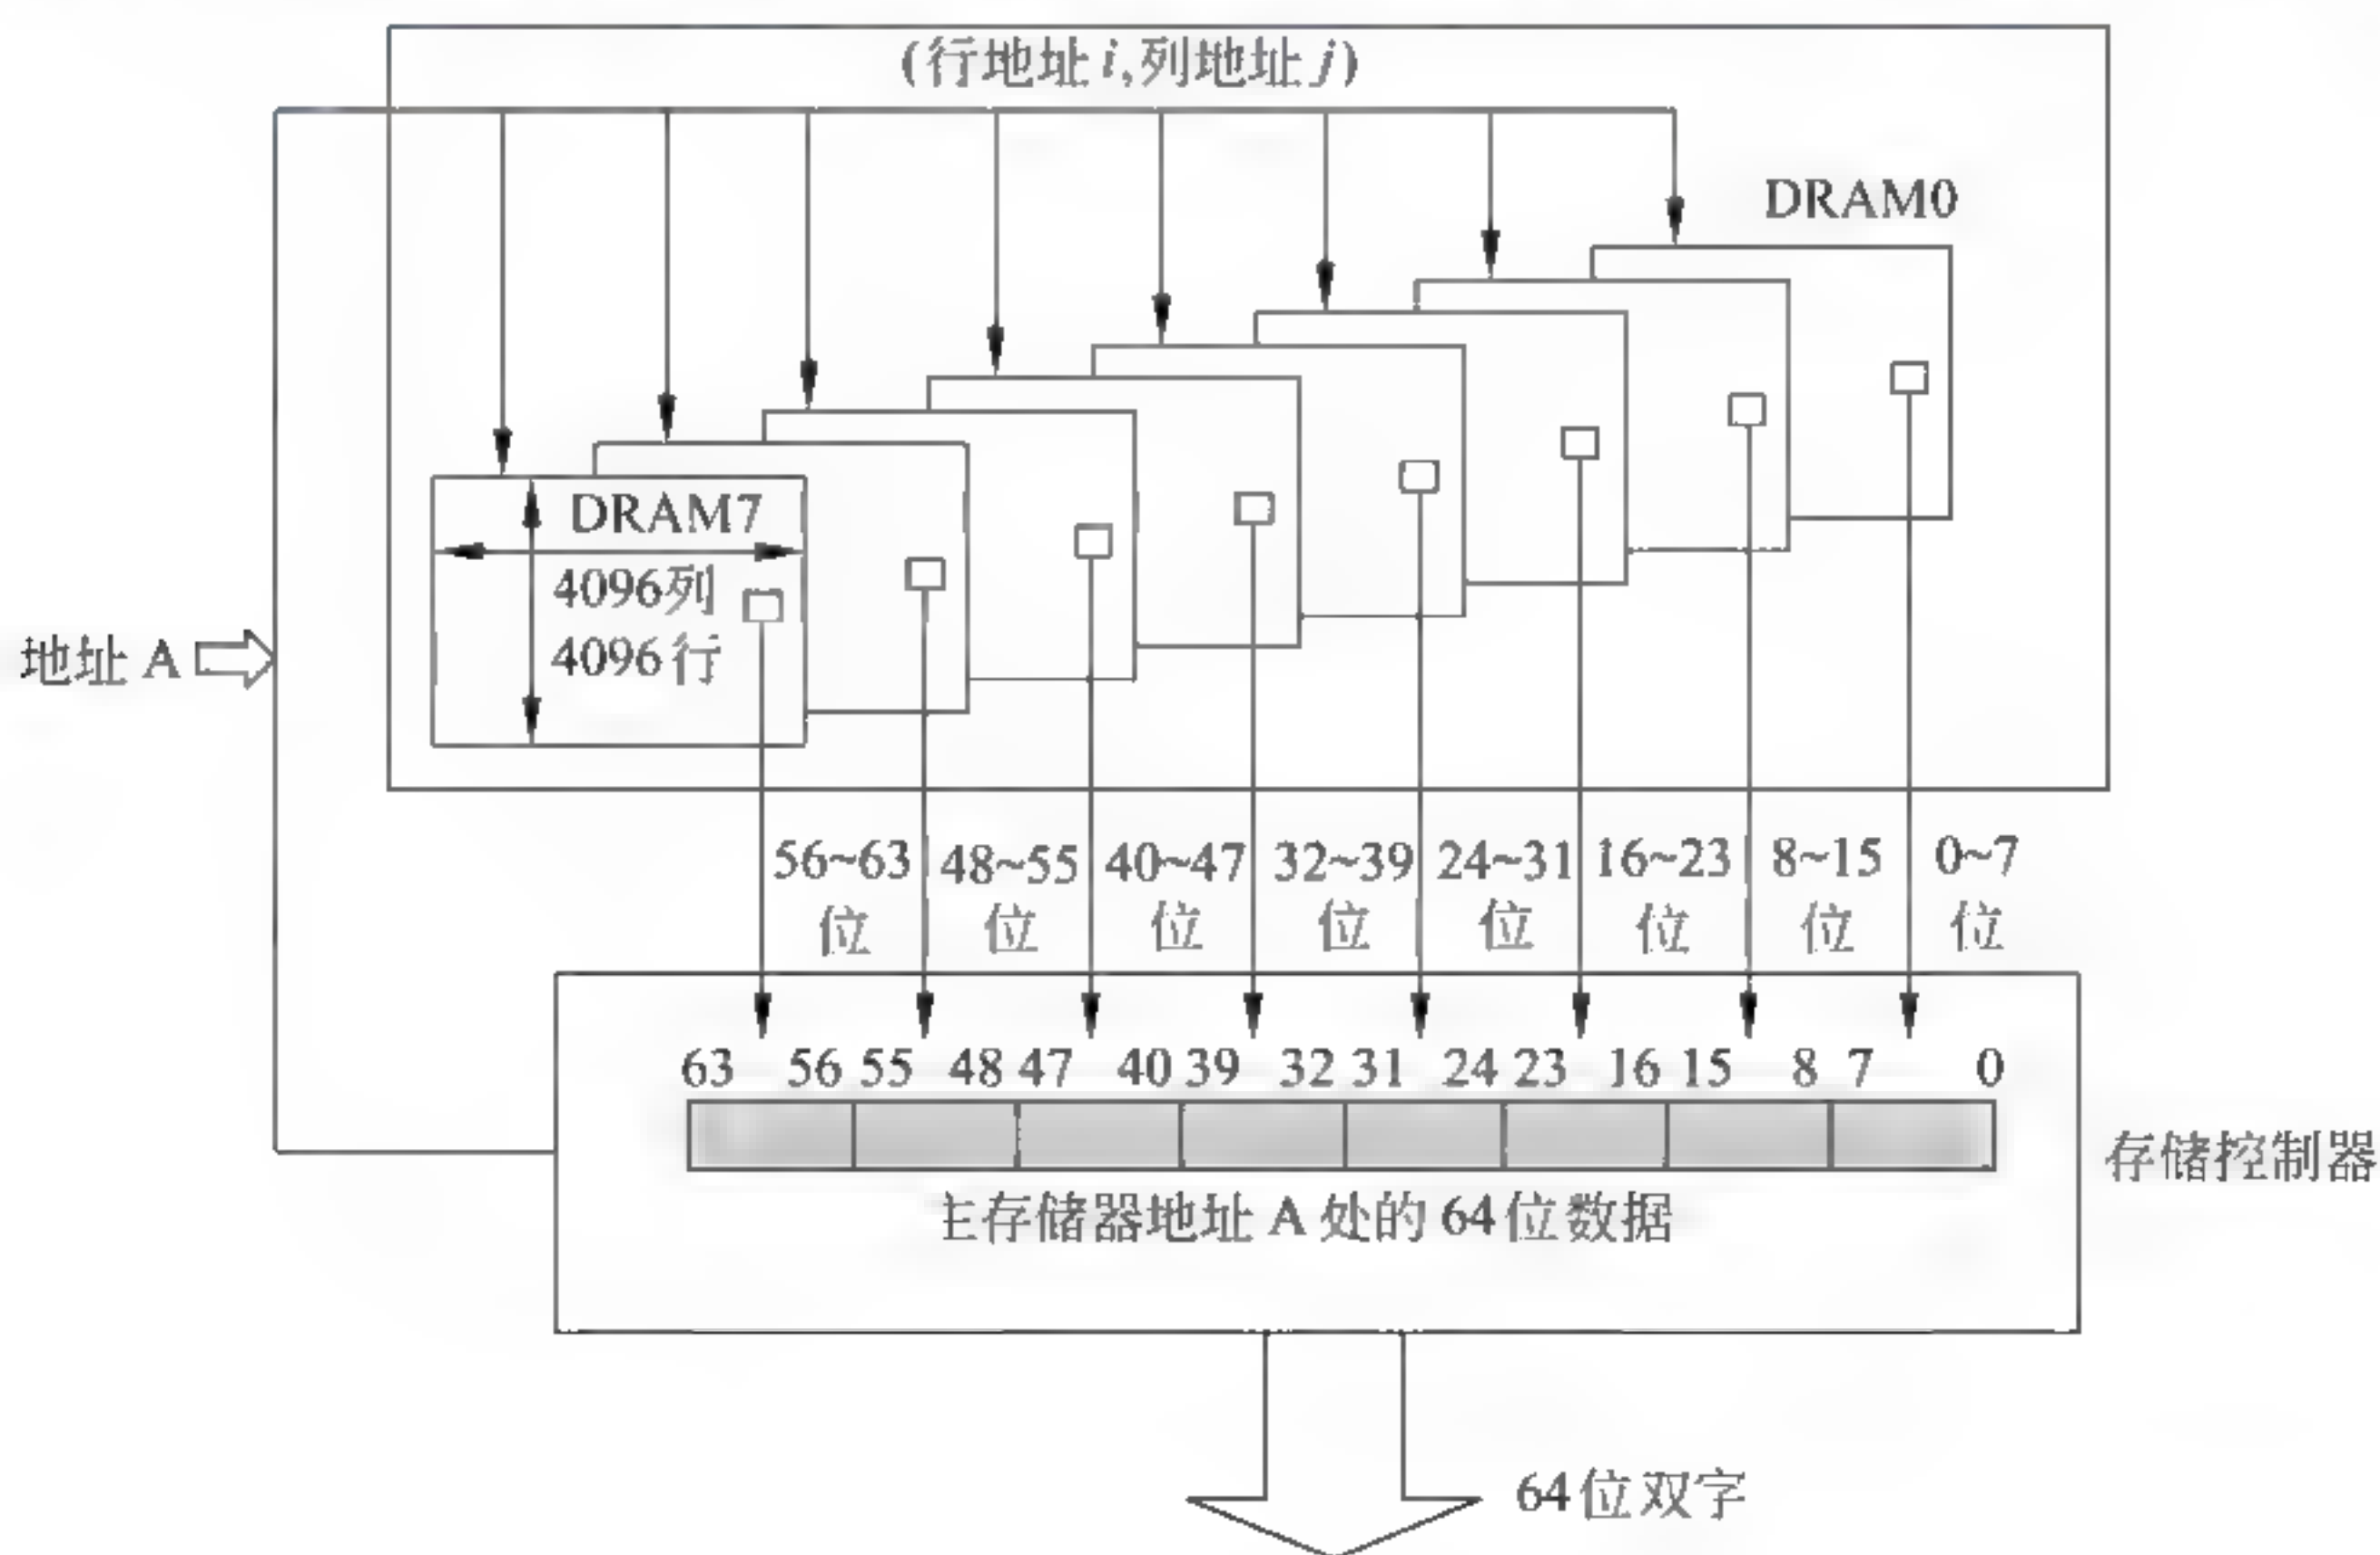 (行地址i,列地址j)
DRAM0
DRAM7
4096列
4096行
地址 A
56~63 48~55 40~47 32~39 24~31 16~23 8~15 0~7
位 位 位 位 位 位 位 位
63 56 55 48 47 40 39 32 31 24 23 16 15 8 7 0
存储控制器
主存储器地址 A 处的 64位数据
64位双字